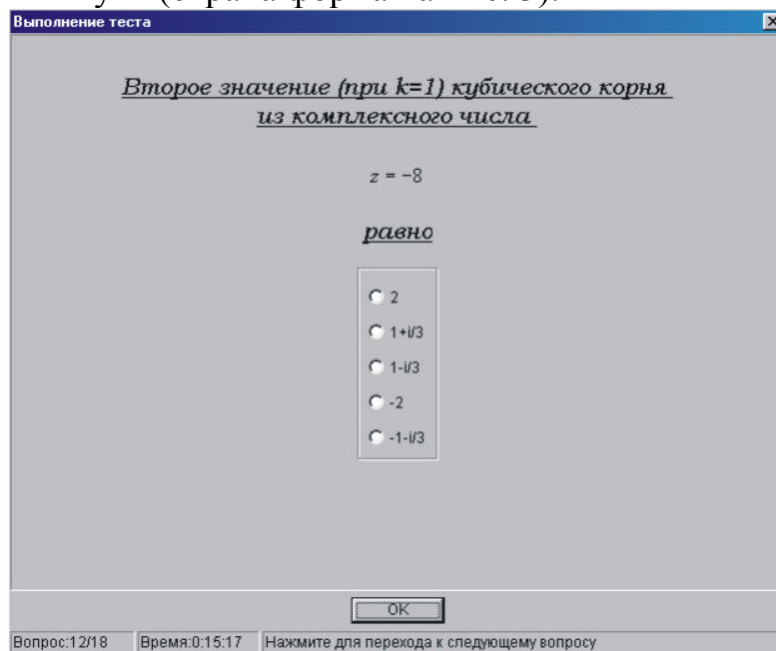 Выполнение теста
Второе значение (при k=1) кубического корня
из комплексного числа
z = −8
равно
2
1+i/3
1-i/3
-2
-1-i/3
OK
Вопрос:12/18 Время:0:15:17 Нажмите для перехода к следующему вопросу